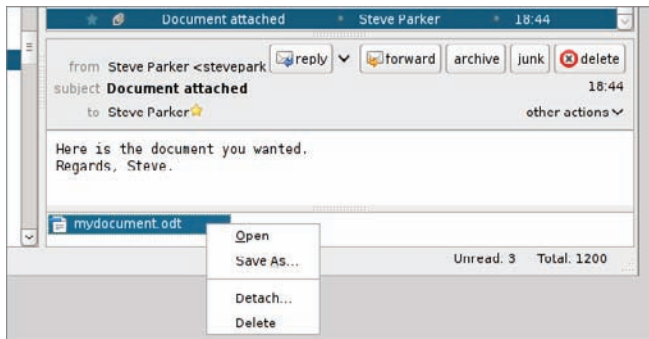 Document attached Steve Parker 18:44
from Steve Parker <stevepark reply forward archive junk delete
subject Document attached 18:44
to Steve Parker other actions
Here is the document you wanted.
Regards, Steve.
mydocument.odt
Open
Save As...
Unread: 3 Total: 1200
Detach...
Delete